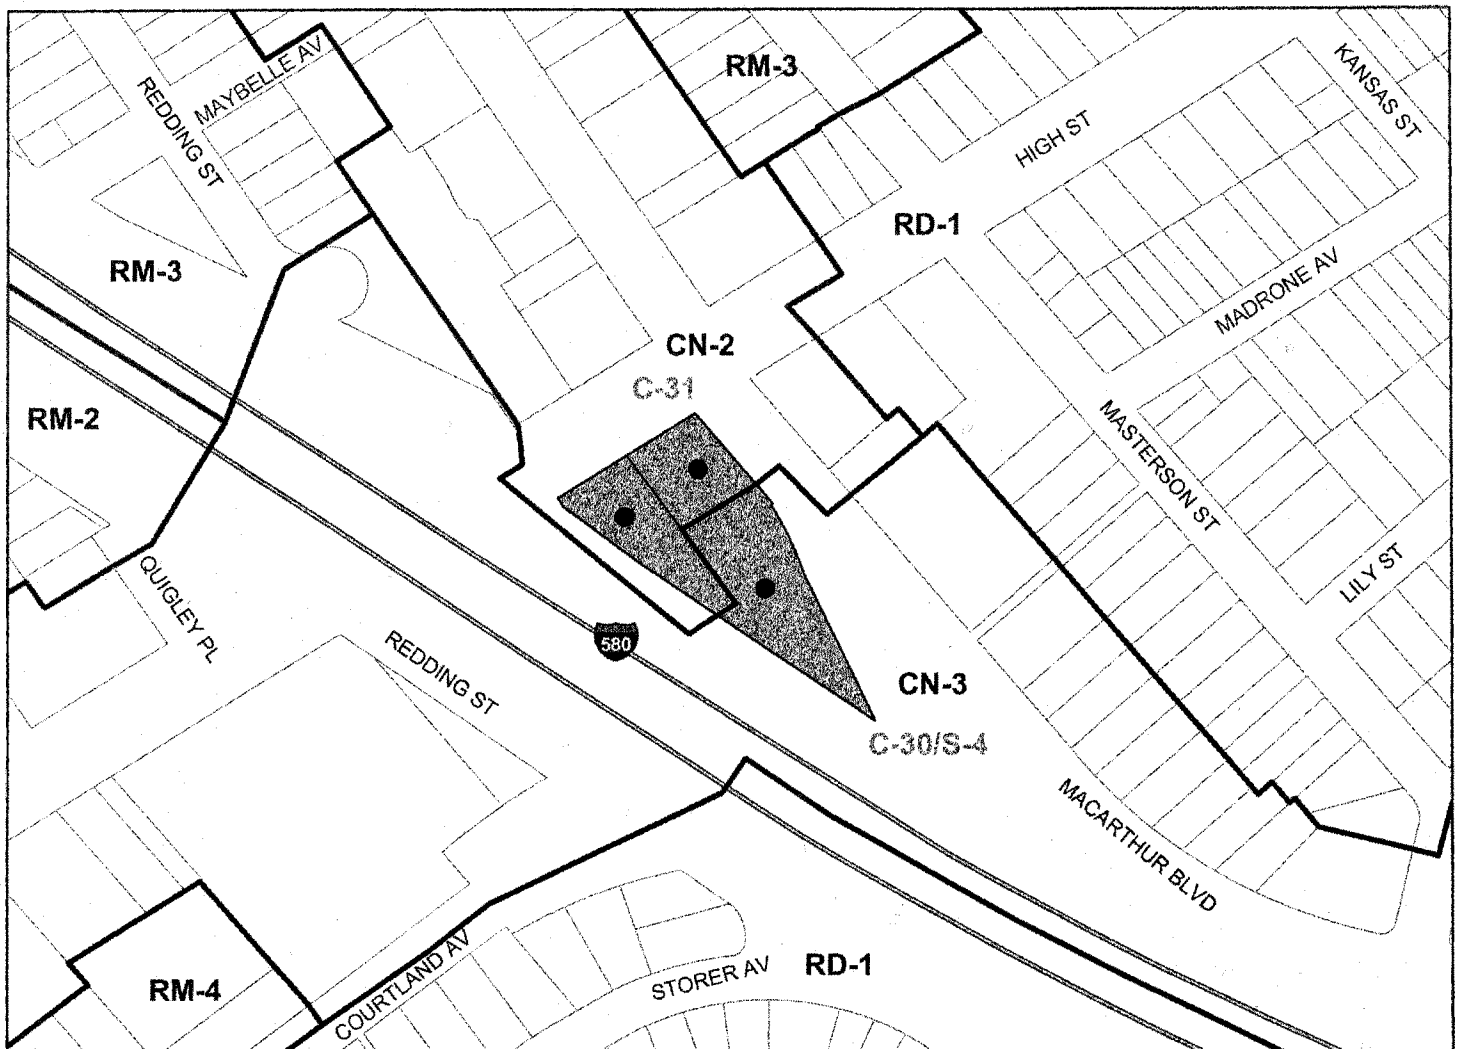 RM-3
KANSAS ST
MAYBELLE AV
REDDING ST
HIGH ST
RD-1
RM-3
MADRONE AV
CN-2
C-31
RM-2
MASTERSON ST
QUIGLEY PL
LILY ST
580
REDDING ST
CN-3
C-30/S-4
MACARTHUR BLVD
COURTLAND AV
STORER AV
RD-1
RM-4